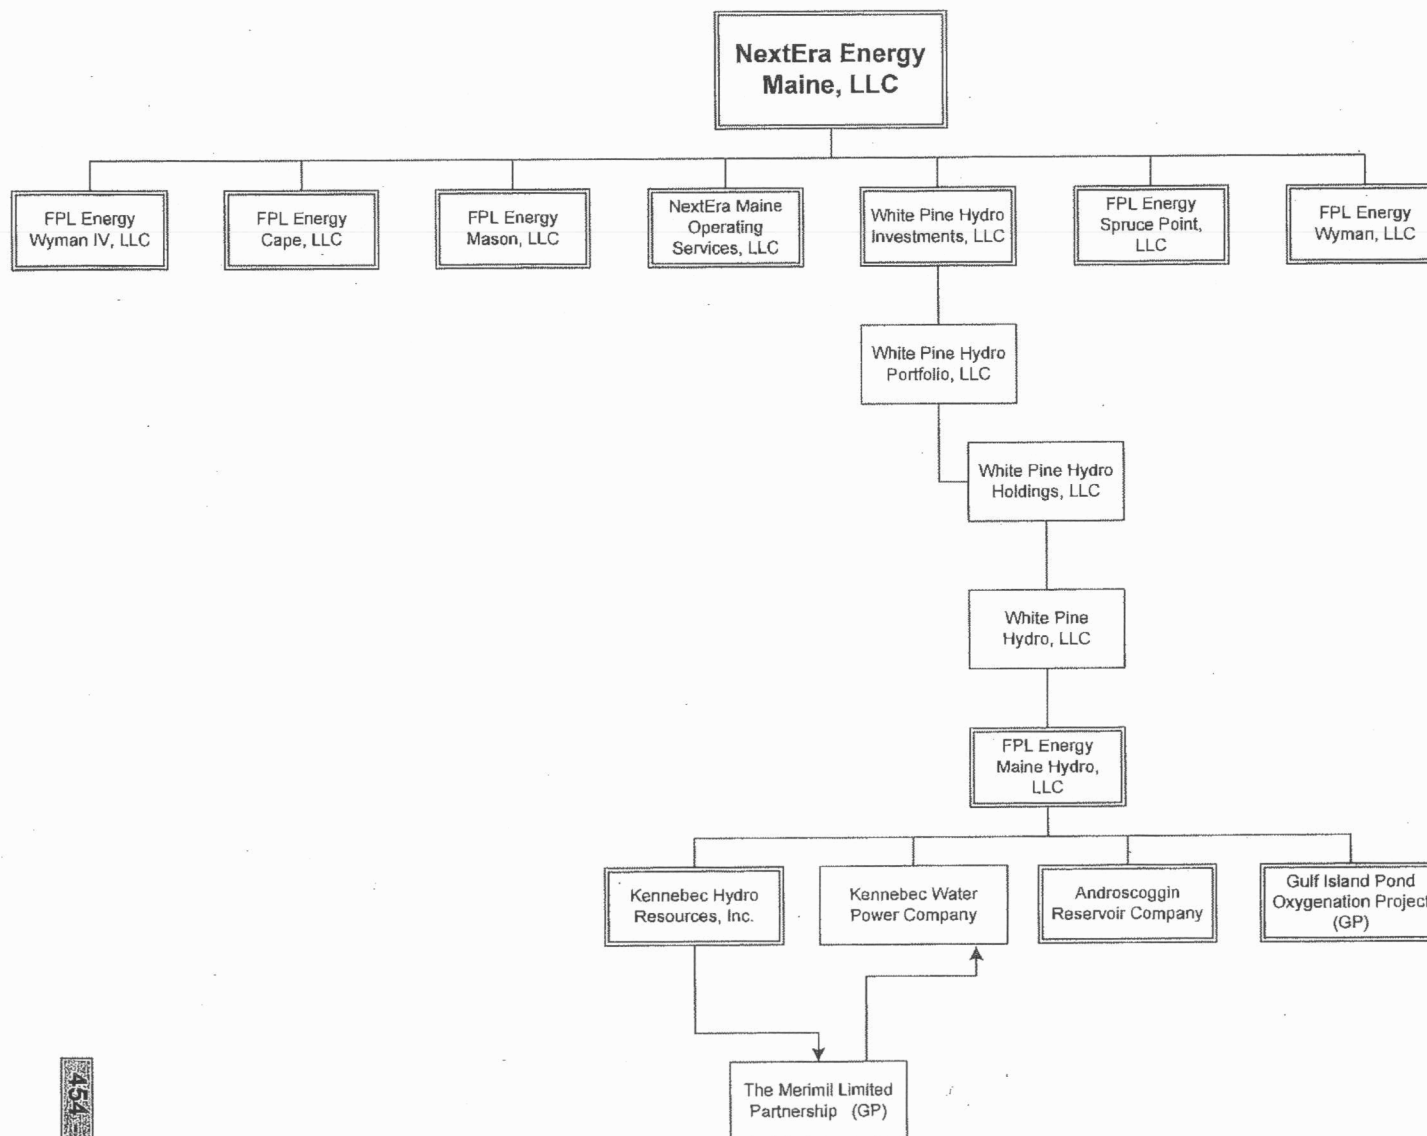 NextEra Energy
Maine, LLC
FPL Energy
Wyman IV, LLC
FPL Energy
Cape, LLC
FPL Energy
Mason, LLC
NextEra Maine
Operating
Services, LLC
White Pine Hydro
Investments, LLC
FPL Energy
Spruce Point,
LLC
FPL Energy
Wyman, LLC
White Pine Hydro
Portfolio, LLC
White Pine Hydro
Holdings, LLC
White Pine
Hydro, LLC
FPL Energy
Maine Hydro,
LLC
Kennebec Hydro
Resources, Inc.
Kennebec Water
Power Company
Androscoggin
Reservoir Company
Gulf Island Pond
Oxygenation Project
(GP)
The Merimil Limited
Partnership (GP)
454